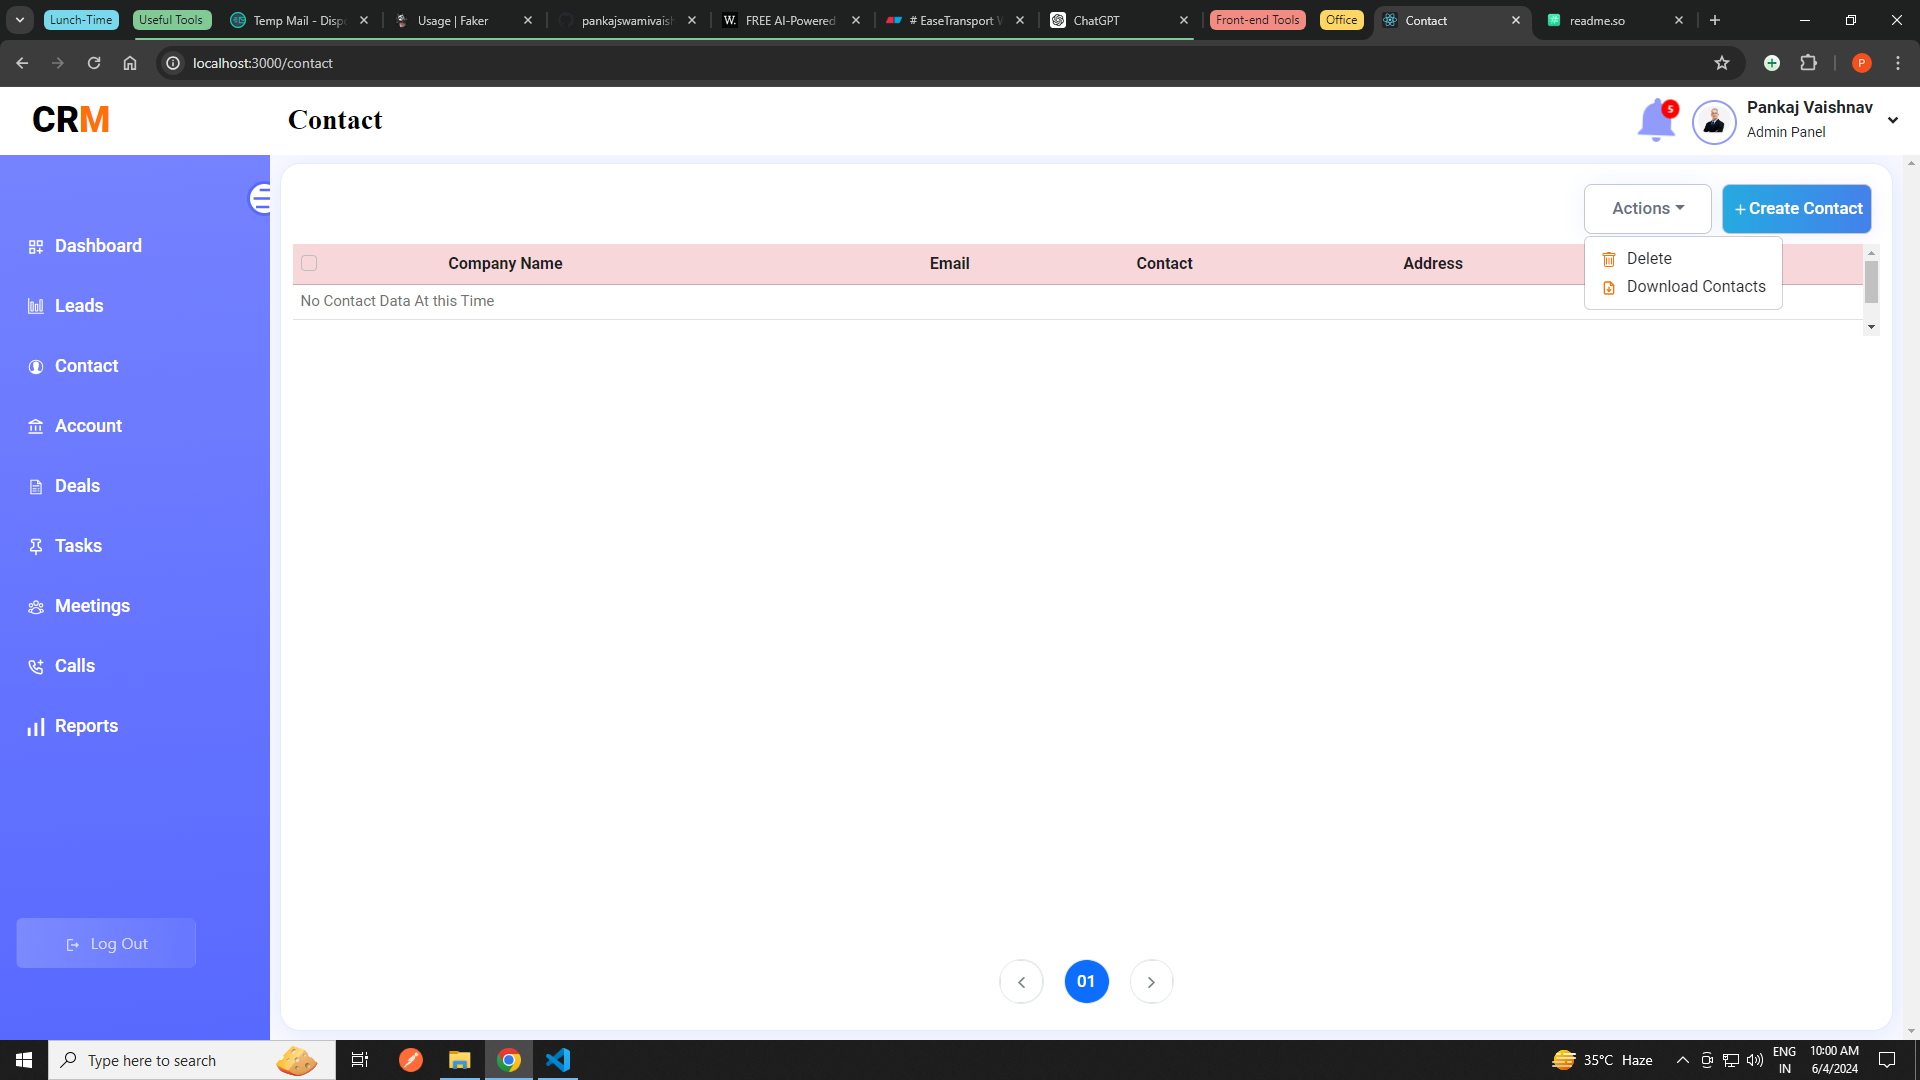 Lunch-Time Useful Tools Temp Mail - Disp Usage | Faker pankajswamivaish FREE AI-Powered # EaseTransport ChatGPT Front-end Tools Office Contact readme.so
localhost:3000/contact P
CRM Contact 5 Pankaj Vaishnav
Admin Panel
Actions +Create Contact
Delete
Download Contacts
Company Name Email Contact Address
No Contact Data At this Time
Dashboard
Leads
Contact
Account
Deals
Tasks
Meetings
Calls
Reports
Log Out
01
Type here to search 35°C Haze ENG 10:00 AM
IN 6/4/2024